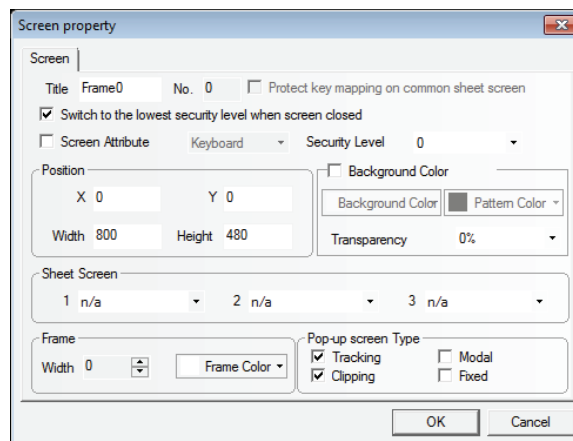 Screen property
Screen
Title Frame0 No. 0 Protect key mapping on common sheet screen
Switch to the lowest security level when screen closed
Screen Attribute Keyboard Security Level 0
Position Background Color
X 0 Y 0 Background Color Pattern Color
Width 800 Height 480 Transparency 0%
Sheet Screen
1 n/a 2 n/a 3 n/a
Frame Pop-up screen Type
Width 0 Frame Color Tracking Modal
Clipping Fixed
OK Cancel